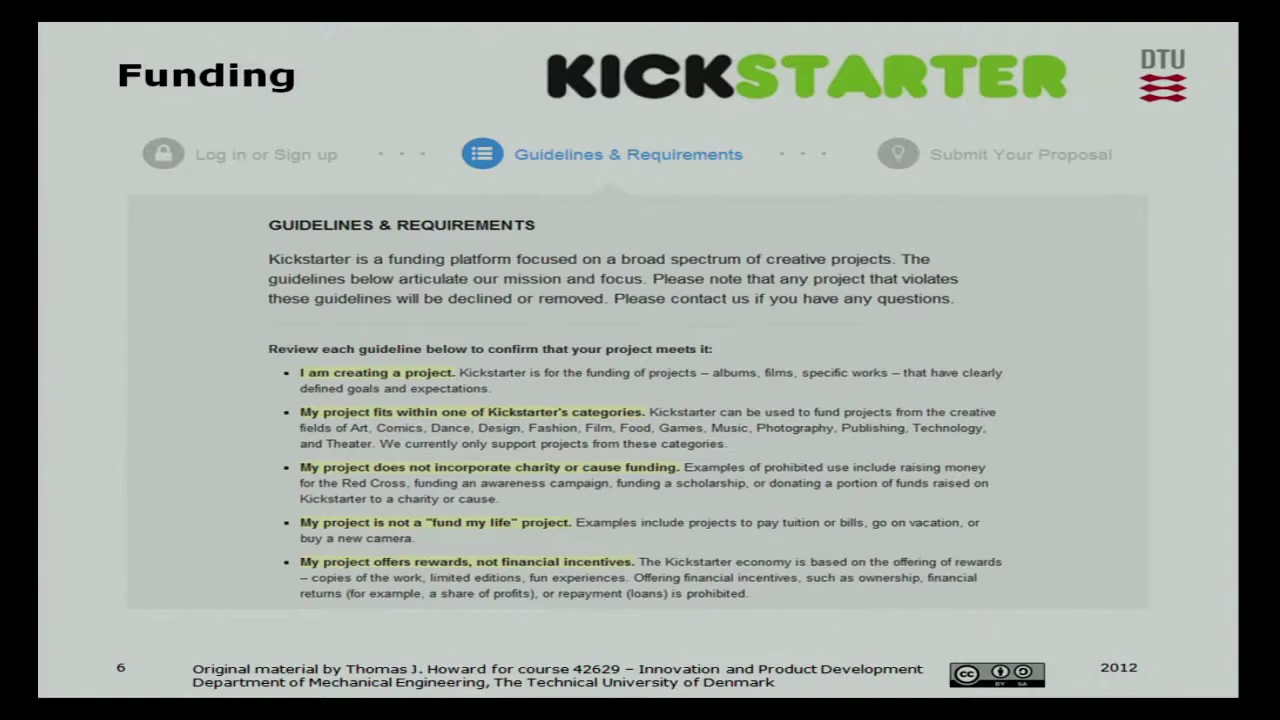 Funding
KICKSTARTER
DTU
Log in or Sign up
Guidelines & Requirements
Submit Your Proposal
GUIDELINES & REQUIREMENTS
Kickstarter is a funding platform focused on a broad spectrum of creative projects. The
guidelines below articulate our mission and focus. Please note that any project that violates
these guidelines will be declined or removed. Please contact us if you have any questions.
Review each guideline below to confirm that your project meets it:
I am creating a project. Kickstarter is for the funding of projects – albums, films, specific works – that have clearly
defined goals and expectations.
My project fits within one of Kickstarter's categories. Kickstarter can be used to fund projects from the creative
fields of Art, Comics, Dance, Design, Fashion, Film, Food, Games, Music, Photography, Publishing, Technology,
and Theater. We currently only support projects from these categories.
My project does not incorporate charity or cause funding. Examples of prohibited use include raising money
for the Red Cross, funding an awareness campaign, funding a scholarship, or donating a portion of funds raised on
Kickstarter to a charity or cause.
My project is not a "fund my life" project. Examples include projects to pay tuition or bills, go on vacation, or
buy a new camera.
My project offers rewards, not financial incentives. The Kickstarter economy is based on the offering of rewards
– copies of the work, limited editions, fun experiences. Offering financial incentives, such as ownership, financial
returns (for example, a share of profits), or repayment (loans) is prohibited.
6
Original material by Thomas J. Howard for course 42629 – Innovation and Product Development
Department of Mechanical Engineering, The Technical University of Denmark
cc
BY SA
2012